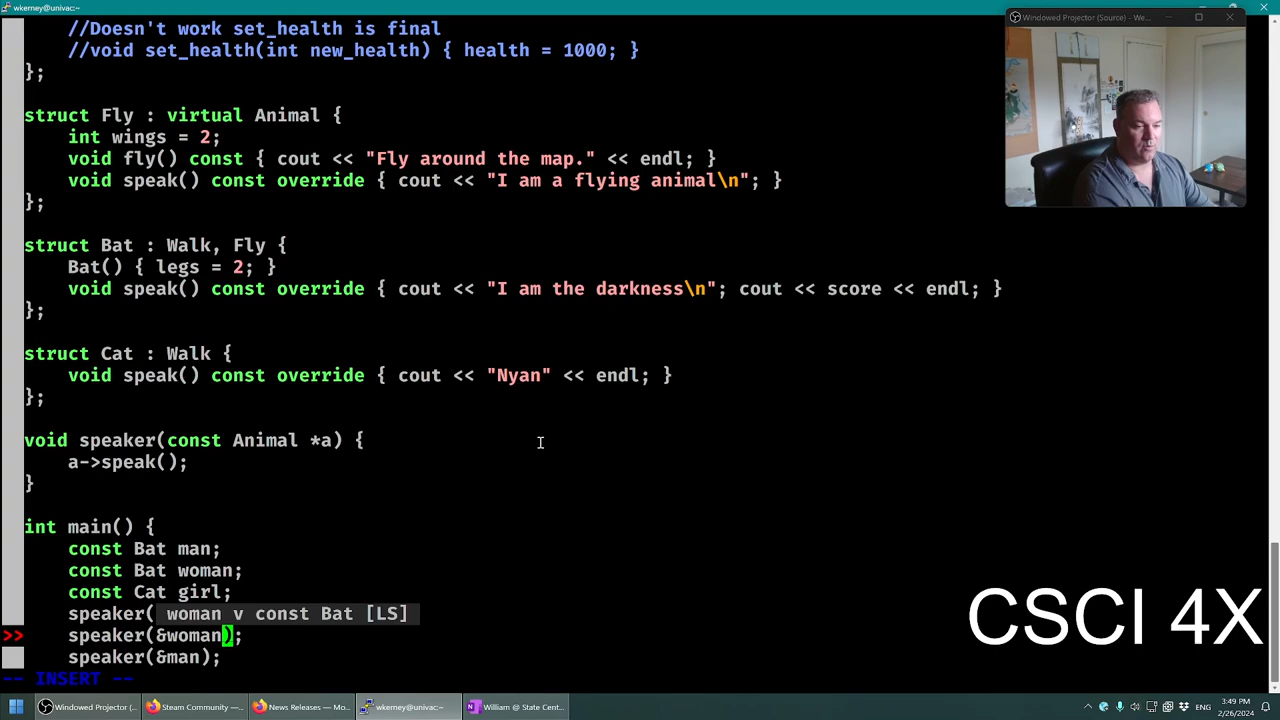 wkerney@univac:~
Windowed Projector (Source) - We...
//Doesn't work set_health is final
//void set_health(int new_health) { health = 1000; }
};
struct Fly : virtual Animal {
int wings = 2;
void fly() const { cout << "Fly around the map." << endl; }
void speak() const override { cout << "I am a flying animal\n"; }
};
struct Bat : Walk, Fly {
Bat() { legs = 2; }
void speak() const override { cout << "I am the darkness\n"; cout << score << endl; }
};
struct Cat : Walk {
void speak() const override { cout << "Nyan" << endl; }
};
void speaker(const Animal *a) {
a->speak();
}
int main() {
const Bat man;
const Bat woman;
const Cat girl;
speaker( woman v const Bat [LS]
>> speaker(&woman);
speaker(&man);
-- INSERT --
CSCI 4X
Windowed Projector (...
Steam Community —...
News Releases — Mo...
wkerney@univac:~
William @ State Cent...
3:49 PM
2/26/2024